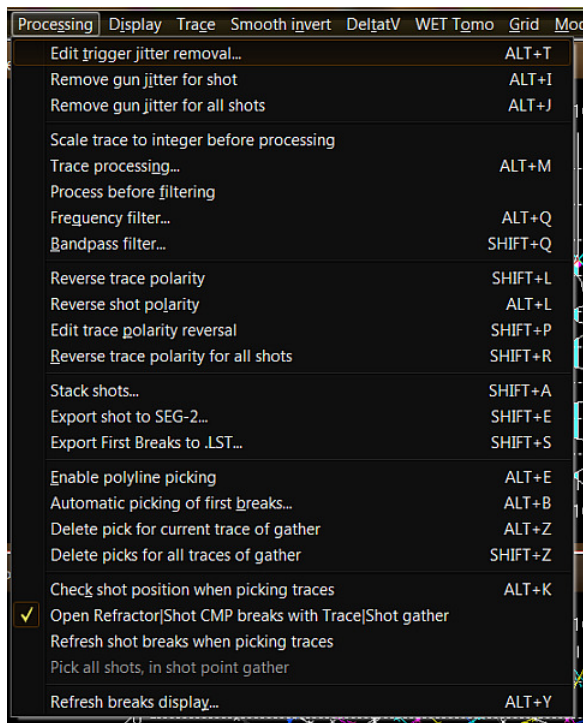 Processing Display Trace Smooth invert DeltatV WET Tomo Grid
Edit trigger jitter removal... ALT+T
Remove gun jitter for shot ALT+I
Remove gun jitter for all shots ALT+J
Scale trace to integer before processing
Trace processing... ALT+M
Process before filtering
Frequency filter... ALT+Q
Bandpass filter... SHIFT+Q
Reverse trace polarity SHIFT+L
Reverse shot polarity ALT+L
Edit trace polarity reversal SHIFT+P
Reverse trace polarity for all shots SHIFT+R
Stack shots... SHIFT+A
Export shot to SEG-2... SHIFT+E
Export First Breaks to .LST... SHIFT+S
Enable polyline picking ALT+E
Automatic picking of first breaks... ALT+B
Delete pick for current trace of gather ALT+Z
Delete picks for all traces of gather SHIFT+Z
Check shot position when picking traces ALT+K
Open Refractor|Shot CMP breaks with Trace|Shot gather
Refresh shot breaks when picking traces
Pick all shots, in shot point gather
Refresh breaks display... ALT+Y